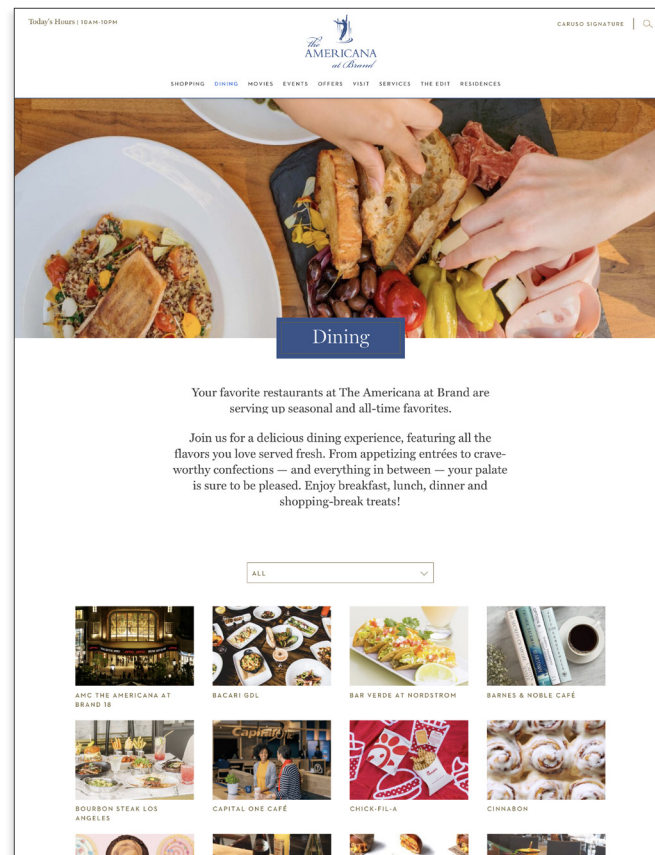 Today's Hours | 10AM-10PM
CARUSO SIGNATURE
the
AMERICANA
at Brand
SHOPPING DINING MOVIES EVENTS OFFERS VISIT SERVICES THE EDIT RESIDENCES
Dining
Your favorite restaurants at The Americana at Brand are
serving up seasonal and all-time favorites.
Join us for a delicious dining experience, featuring all the
flavors you love served fresh. From appetizing entrées to crave-
worthy confections — and everything in between — your palate
is sure to be pleased. Enjoy breakfast, lunch, dinner and
shopping-break treats!
ALL
AMC THE AMERICANA AT
BRAND 18
BACARI GDL
BAR VERDE AT NORDSTROM
BARNES & NOBLE CAFÉ
Capital One
BOURBON STEAK LOS
ANGELES
CAPITAL ONE CAFÉ
CHICK-FIL-A
CINNABON